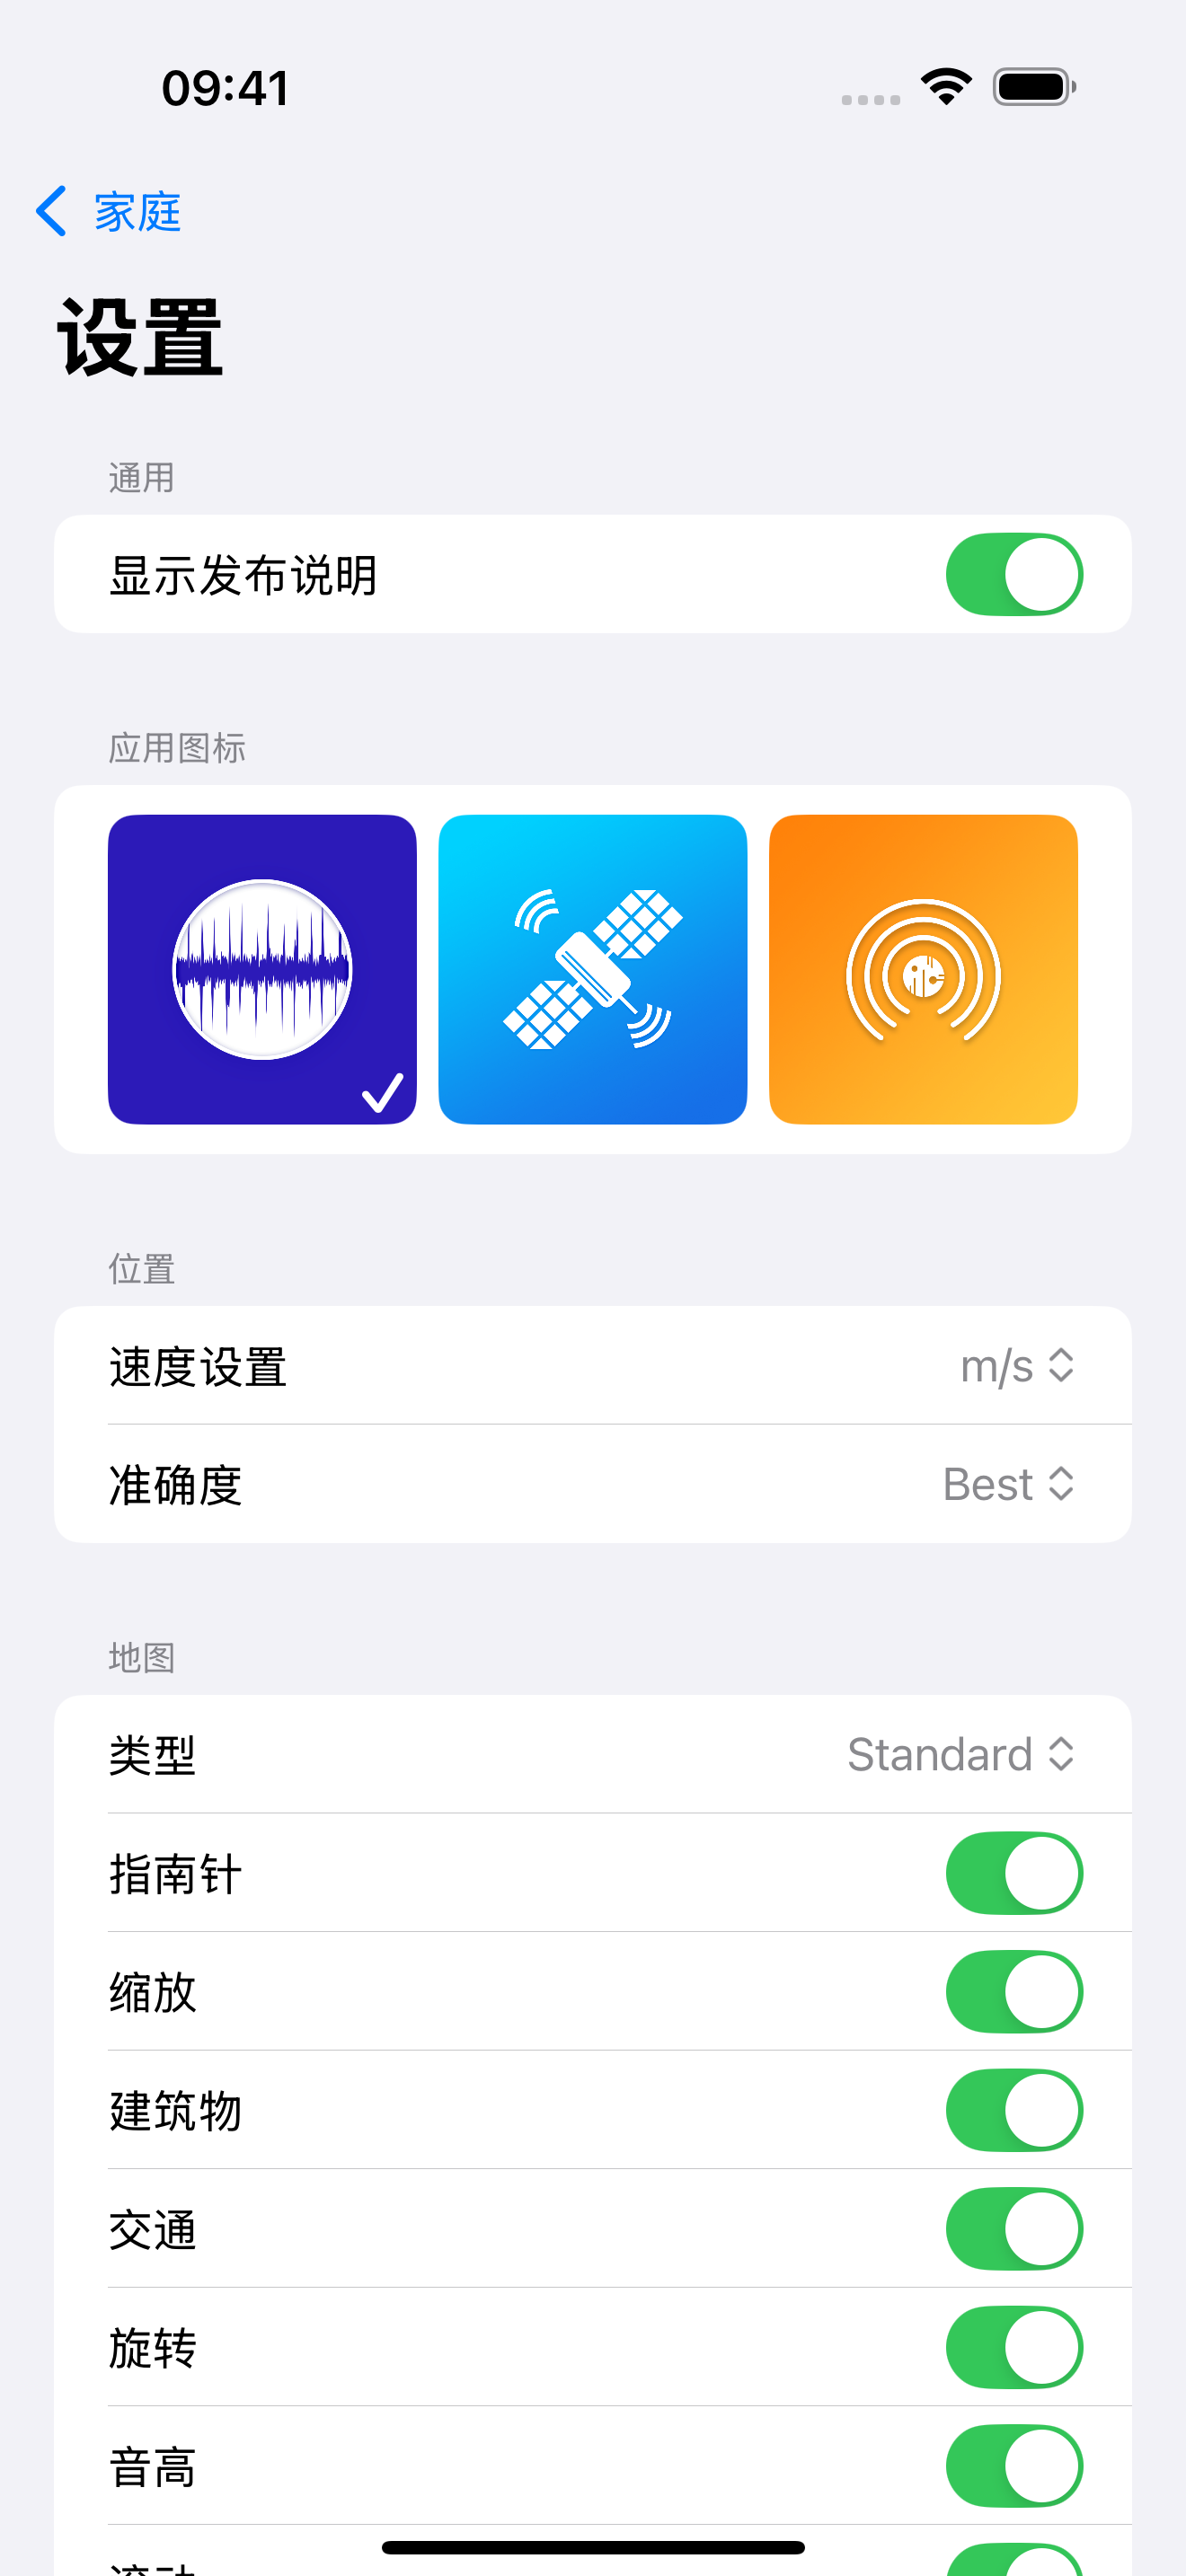 09:41
家庭
设置
通用
显示发布说明
应用图标
位置
速度设置 m/s
准确度 Best
地图
类型 Standard
指南针
缩放
建筑物
交通
旋转
音高